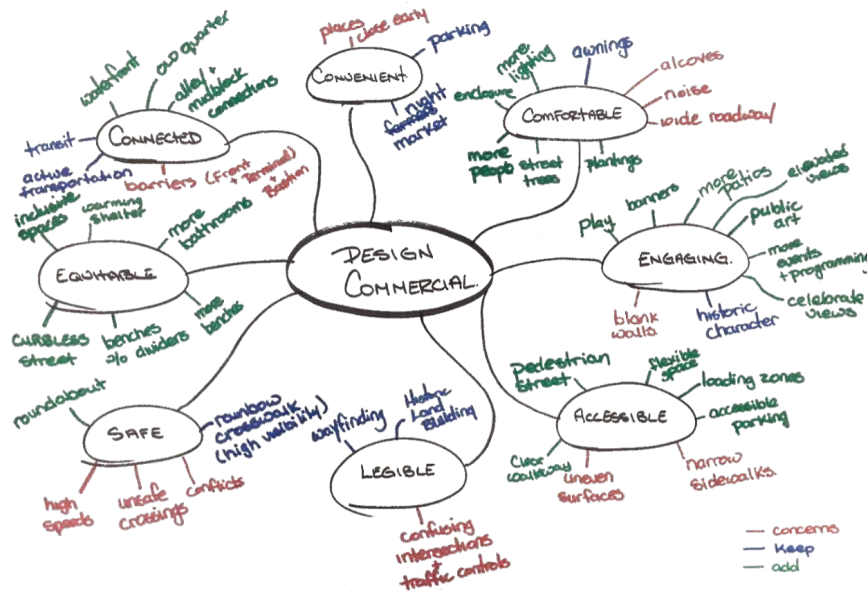 DESIGN
COMMERCIAL.
CONVENIENT
places
close early
parking
night
farmers
market
COMFORTABLE
enclosure
more
lighting
awnings
alcoves
noise
wide roadway
plantings
street
trees
more
people
ENGAGING.
play
banners
more patios
elevated
views
public
art
more
events
+ programming
celebrate
views
historic
character
blank
walls
ACCESSIBLE
pedestrian
street
flexible
space
loading zones
accessible
parking
narrow
sidewalks.
uneven
surfaces
clear
walkway
LEGIBLE
wayfinding
Historic
Land
Building
confusing
intersections
+
traffic controls
SAFE
roundabout
rainbow
crosswalk
(high visibility)
conflicts
unsafe
crossings
high
speeds
EQUITABLE
inclusive
spaces
warming
shelter
more
bathrooms
more
benches
benches
w/o dividers
CURBLESS
STREET
CONNECTED
waterfront
OLD QUARTER
alley +
midblock
connections
transit
active
transportation
barriers (Front
+ Terminal)
+ Bastion
concerns
Keep
add